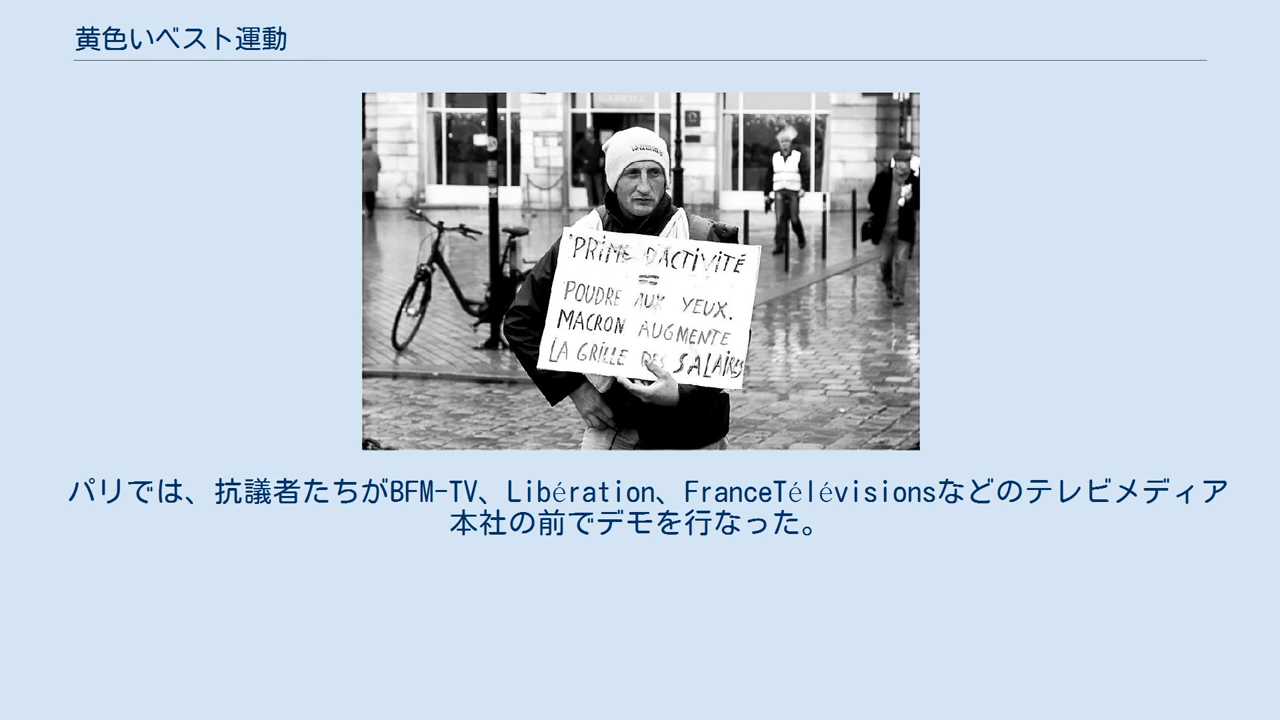 黄色いベスト運動
PRIME D'ACTIVITÉ
=
POUDRE AUX YEUX.
MACRON AUGMENTE
LA GRILLE DES SALAIRES
パリでは、抗議者たちがBFM-TV、Libération、FranceTélévisionsなどのテレビメディア
本社の前でデモを行なった。